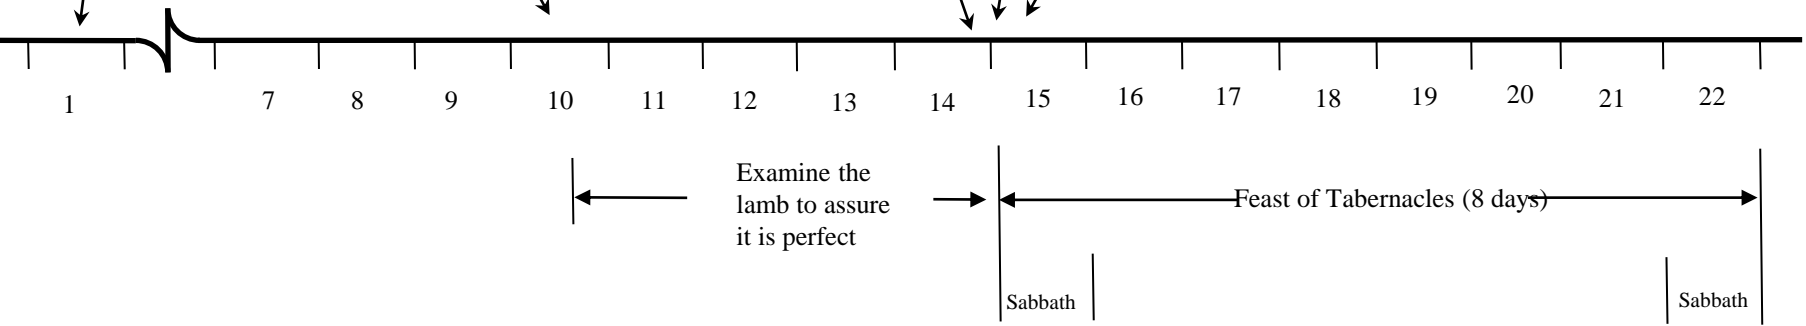 1 7 8 9 10 11 12 13 14 15 16 17 18 19 20 21 22
Examine the
lamb to assure
it is perfect
Feast of Tabernacles (8 days)
Sabbath
Sabbath